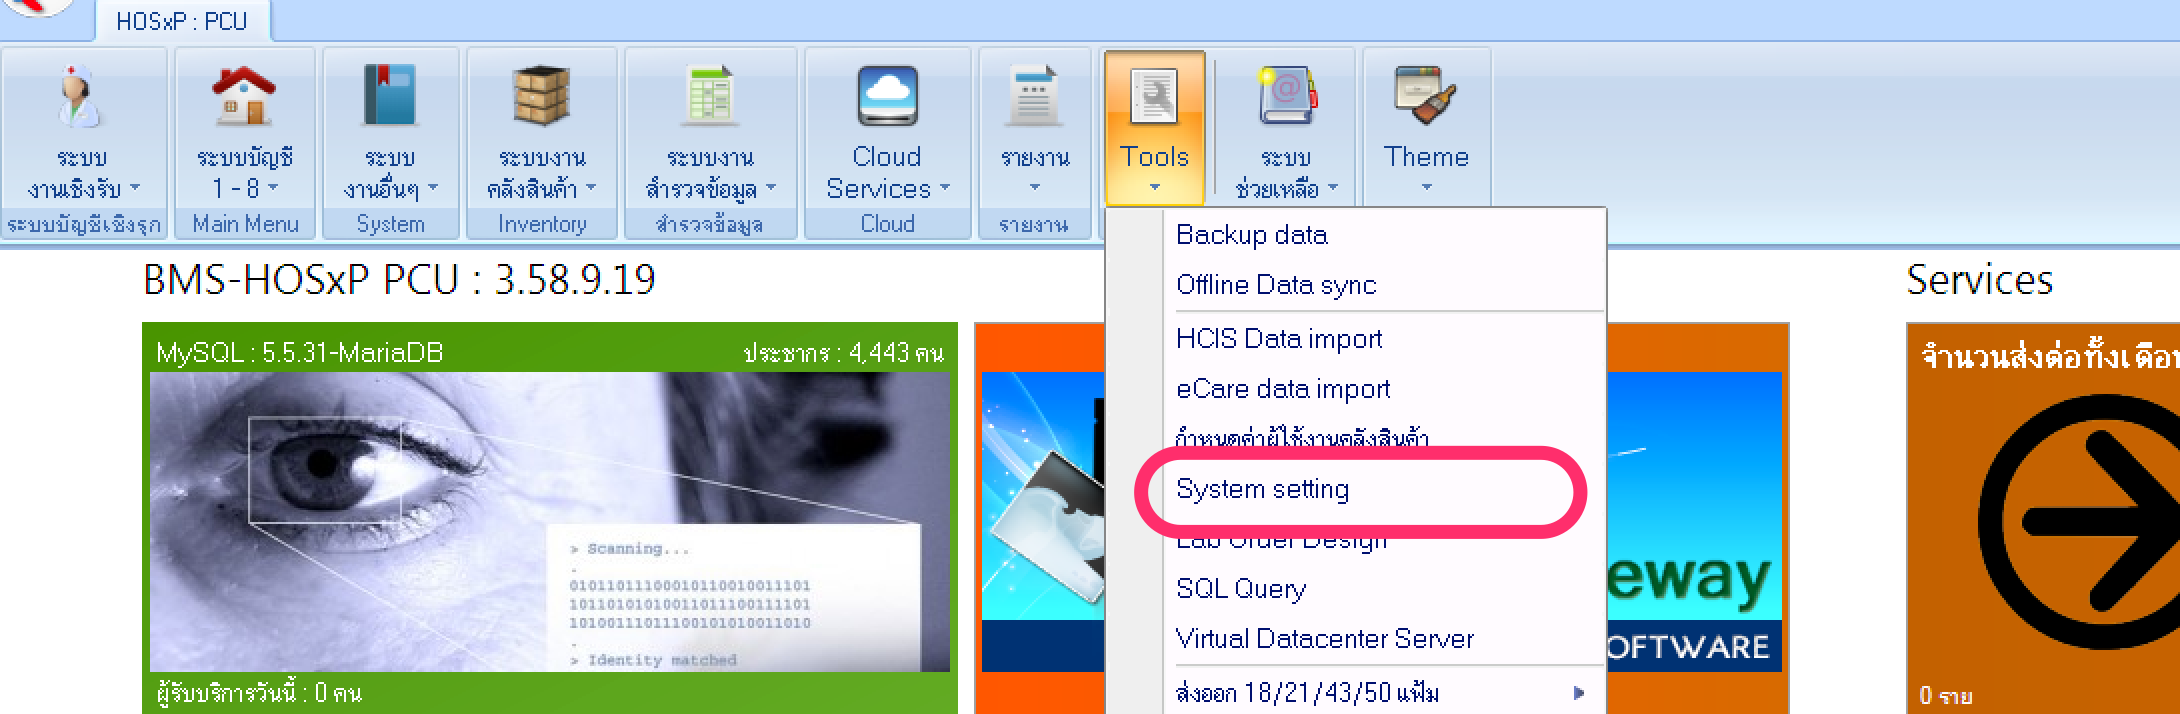 HOSxP : PCU
ระบบ
งานเชิงรับ
ระบบบัญชีเชิงรุก
ระบบบัญชี
1 - 8
Main Menu
ระบบ
งานอื่นๆ
System
ระบบงาน
คลังสินค้า
Inventory
ระบบงาน
สำรวจข้อมูล
สำรวจข้อมูล
Cloud
Services
Cloud
รายงาน
รายงาน
Tools
ระบบ
ช่วยเหลือ
Theme
Backup data
Offline Data sync
HCIS Data import
eCare data import
กำหนดค่าผู้ใช้งานคลังสินค้า
System setting
Lab Order Design
SQL Query
Virtual Datacenter Server
ส่งออก 18/21/43/50 แฟ้ม
BMS-HOSxP PCU : 3.58.9.19
MySQL : 5.5.31-MariaDB
ประชากร : 4,443 คน
> Scanning...
.
01011011100010110010011101
10110101010011011100111101
10100111011100101010011010
.
> Identity matched
ผู้รับบริการวันนี้ : 0 คน
eway
OFTWARE
Services
จำนวนส่งต่อทั้งเดือน
0 ราย